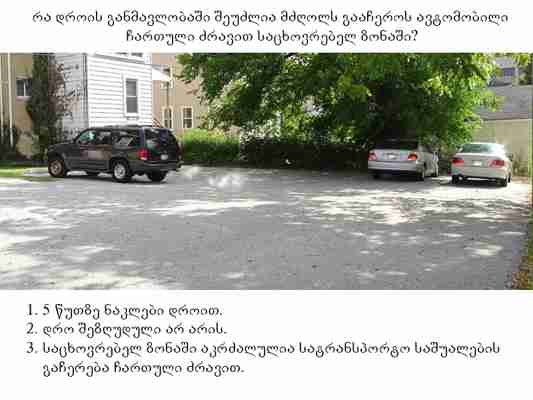 რა დროის განმავლობაში შეუძლია მძღოლს გააჩეროს ავტომობილი
ჩართული ძრავით საცხოვრებელ ზონაში?
1. 5 წუთზე ნაკლები დროით.
2. დრო შეზღუდული არ არის.
3. საცხოვრებელ ზონაში აკრძალულია სატრანსპორტო საშუალების
გაჩერება ჩართული ძრავით.